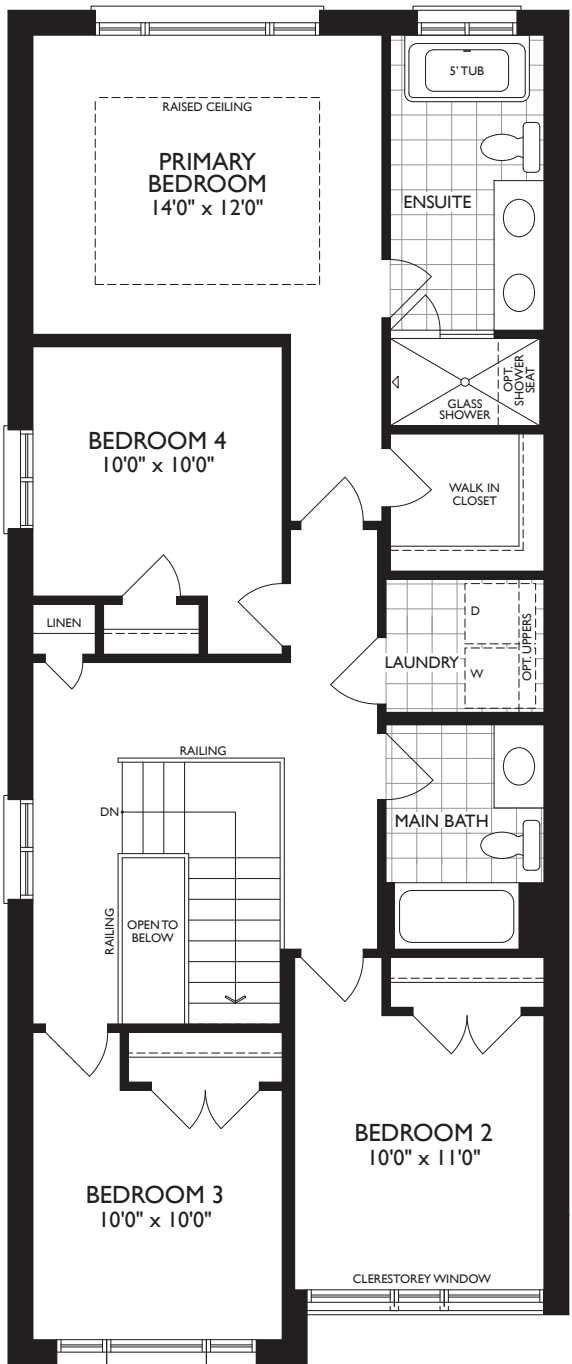 5' TUB
RAISED CEILING
PRIMARY
BEDROOM
14'0" x 12'0"
ENSUITE
GLASS
SHOWER
OPT.
SHOWER
SEAT
BEDROOM 4
10'0" x 10'0"
WALK IN
CLOSET
LINEN
D
LAUNDRY
W
OPT. UPPERS
RAILING
DN
MAIN BATH
RAILING
OPEN TO
BELOW
BEDROOM 2
10'0" x 11'0"
BEDROOM 3
10'0" x 10'0"
CLERESTOREY WINDOW